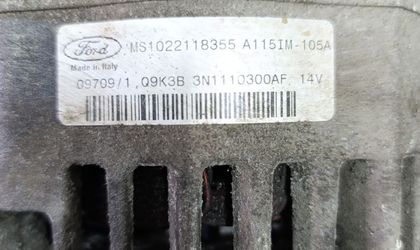 Ford MS1022118355 A115IM-105A
Made in Italy
09709/1, Q9K3B 3N1110300AF, 14V